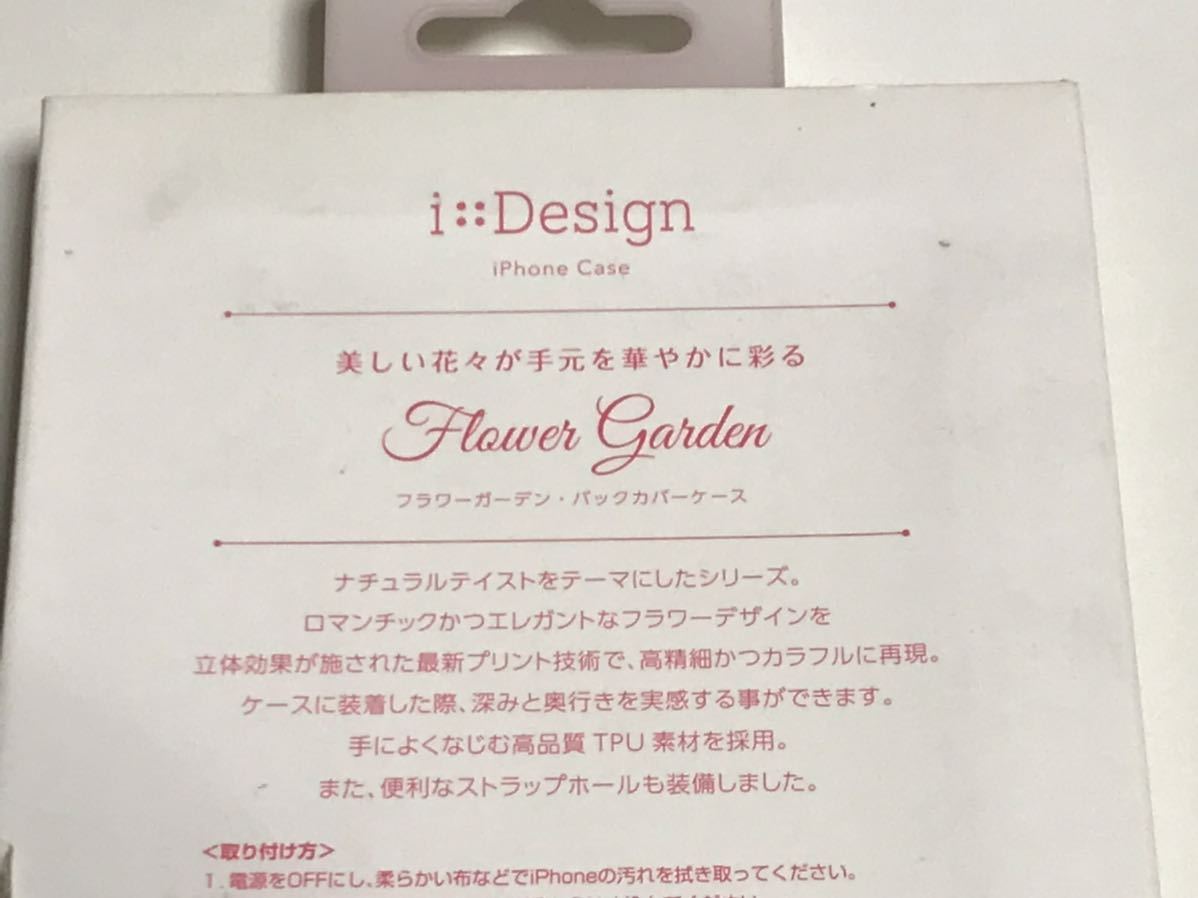 i::Design
iPhone Case
美しい花々が手元を華やかに彩る
Flower Garden
フラワーガーデン・バックカバーケース
ナチュラルテイストをテーマにしたシリーズ。
ロマンチックかつエレガントなフラワーデザインを
立体効果が施された最新プリント技術で、高精細かつカラフルに再現。
ケースに装着した際、深みと奥行きを実感する事ができます。
手によくなじむ高品質 TPU 素材を採用。
また、便利なストラップホールも装備しました。
＜取り付け方＞
1. 電源をOFFにし、柔らかい布などでiPhoneの汚れを拭き取ってください。